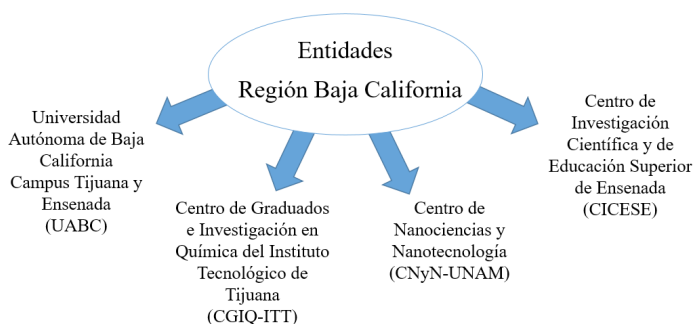 Entidades
Región Baja California
Universidad
Autónoma de Baja
California
Campus Tijuana y
Ensenada
(UABC)
Centro de Graduados
e Investigación en
Química del Instituto
Tecnológico de
Tijuana
(CGIQ-ITT)
Centro de
Nanociencias y
Nanotecnología
(CNyN-UNAM)
Centro de
Investigación
Científica y de
Educación Superior
de Ensenada
(CICESE)